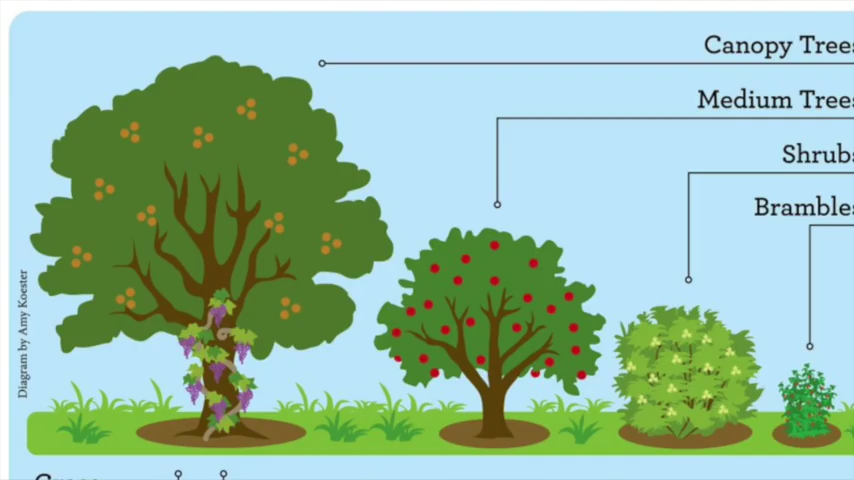 Canopy Trees
Medium Trees
Shrubs
Brambles
Diagram by Amy Koester